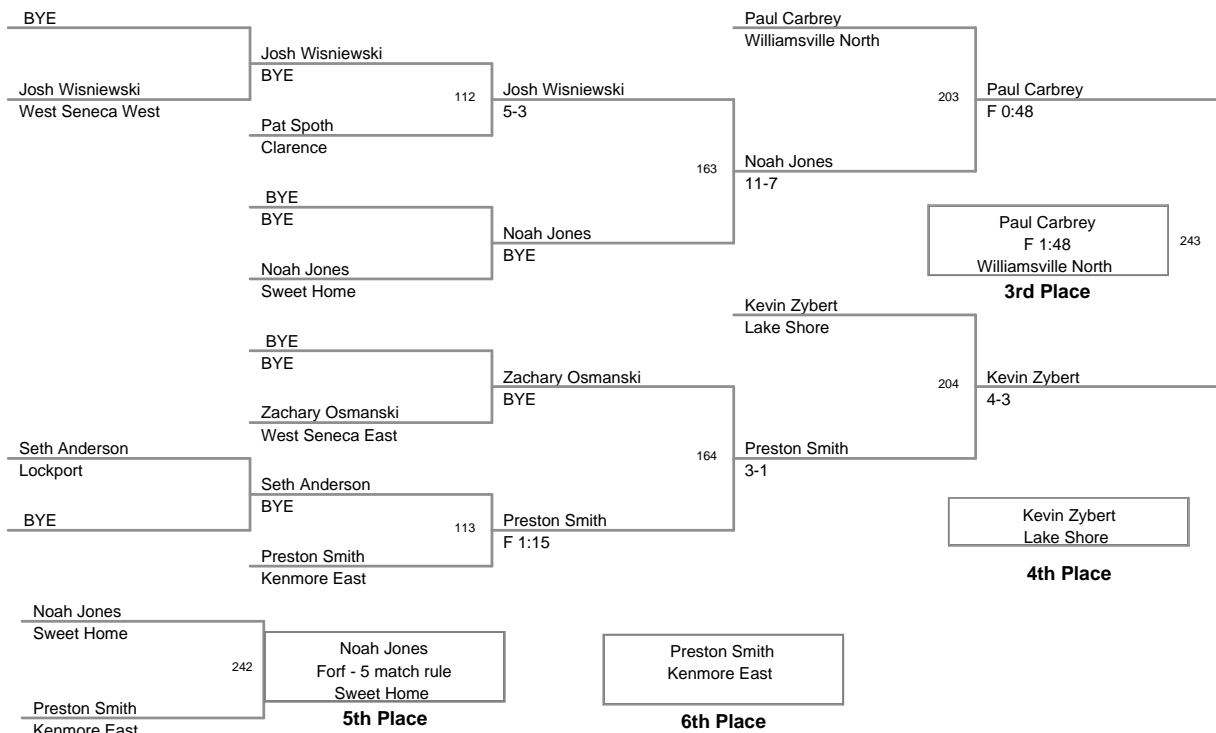 BYE
Josh Wisniewski
West Seneca West
Josh Wisniewski
BYE
112
Pat Spoth
Clarence
Josh Wisniewski
5-3
BYE
BYE
Noah Jones
Sweet Home
Noah Jones
BYE
163
Paul Carbrey
Williamsville North
Noah Jones
11-7
203
Paul Carbrey
F 0:48
Paul Carbrey
F 1:48
Williamsville North
243
3rd Place
BYE
BYE
Zachary Osmanski
West Seneca East
Zachary Osmanski
BYE
Seth Anderson
Lockport
BYE
Seth Anderson
BYE
113
Preston Smith
Kenmore East
Preston Smith
F 1:15
164
Kevin Zybert
Lake Shore
Preston Smith
3-1
204
Kevin Zybert
4-3
Kevin Zybert
Lake Shore
4th Place
Noah Jones
Sweet Home
242
Preston Smith
Kenmore East
Noah Jones
Forf - 5 match rule
Sweet Home
5th Place
Preston Smith
Kenmore East
6th Place